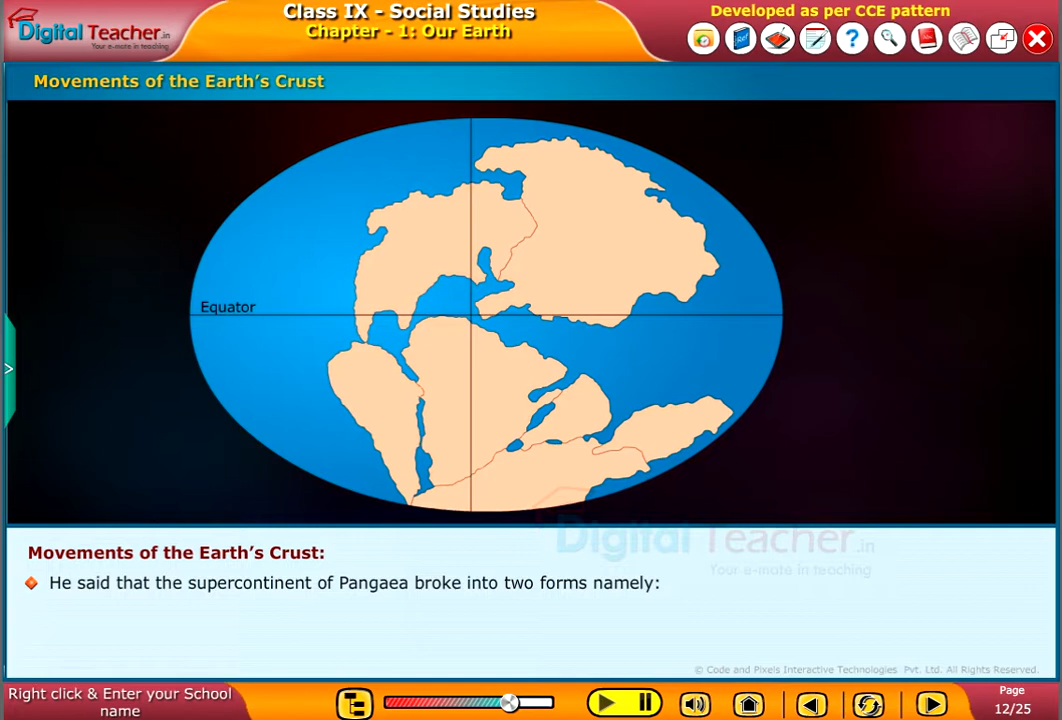 Digital Teacher.in
Your e-mate in teaching
Class IX - Social Studies
Chapter - 1: Our Earth
Developed as per CCE pattern
Ref
?
Movements of the Earth's Crust
Equator
>
Movements of the Earth's Crust:
He said that the supercontinent of Pangaea broke into two forms namely:
Digital Teacher.in
Your e-mate in teaching
© Code and Pixels Interactive Technologies Pvt. Ltd. All Rights Reserved.
Right click & Enter your School
name
Page
12/25